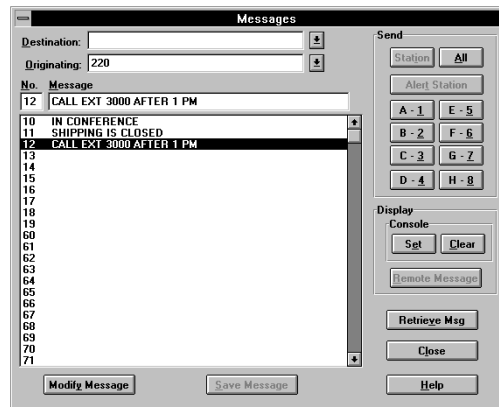 Messages
Destination:
Originating: 220
No. Message
12 CALL EXT 3000 AFTER 1 PM
10 IN CONFERENCE
11 SHIPPING IS CLOSED
12 CALL EXT 3000 AFTER 1 PM
13
14
15
16
17
18
19
60
61
62
63
64
65
66
67
68
69
70
71
Modify Message Save Message
Send
Station All
Alert Station
A - 1 E - 5
B - 2 F - 6
C - 3 G - 7
D - 4 H - 8
Display
Console
Set Clear
Remote Message
Retrieve Msg
Close
Help